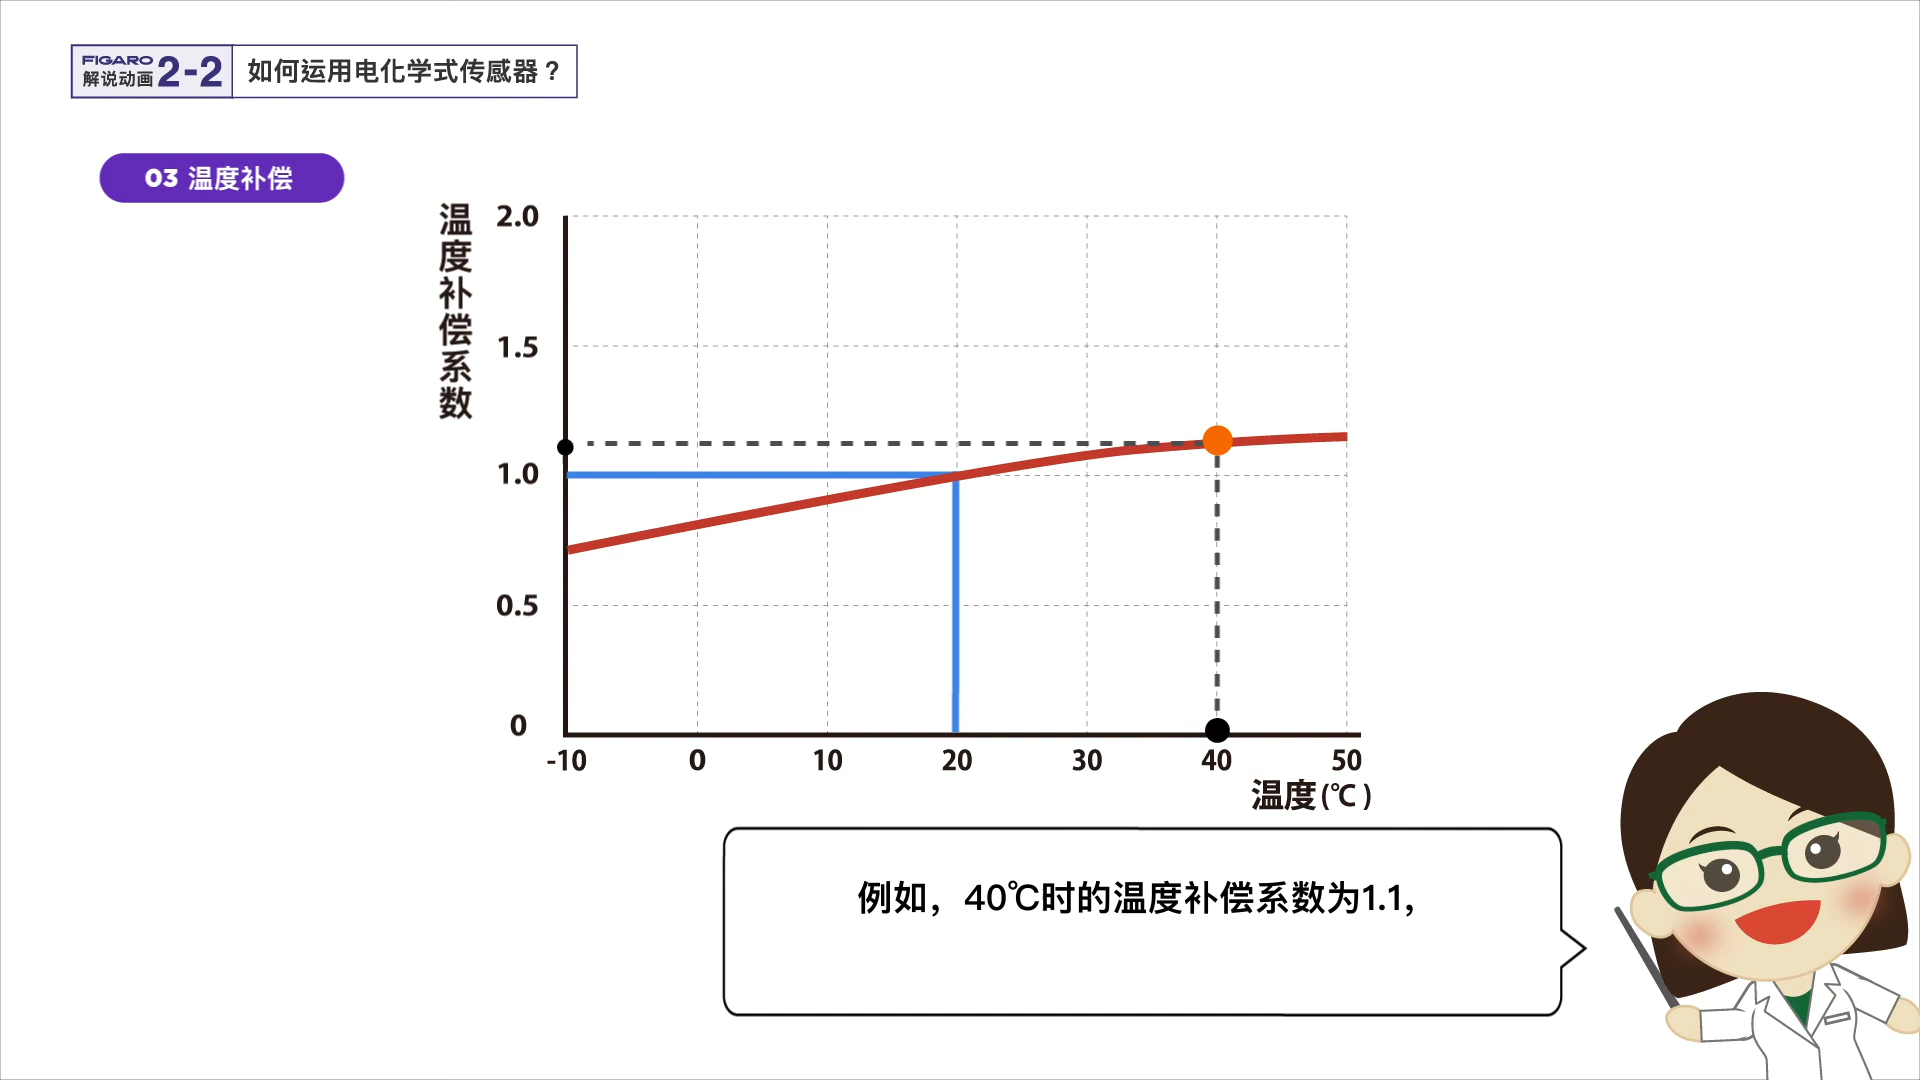 FIGARO
解说动画 2-2 如何运用电化学式传感器？
03 温度补偿
温度补偿系数
2.0
1.5
1.0
0.5
0
-10 0 10 20 30 40 50
温度(℃)
例如，40℃时的温度补偿系数为1.1,